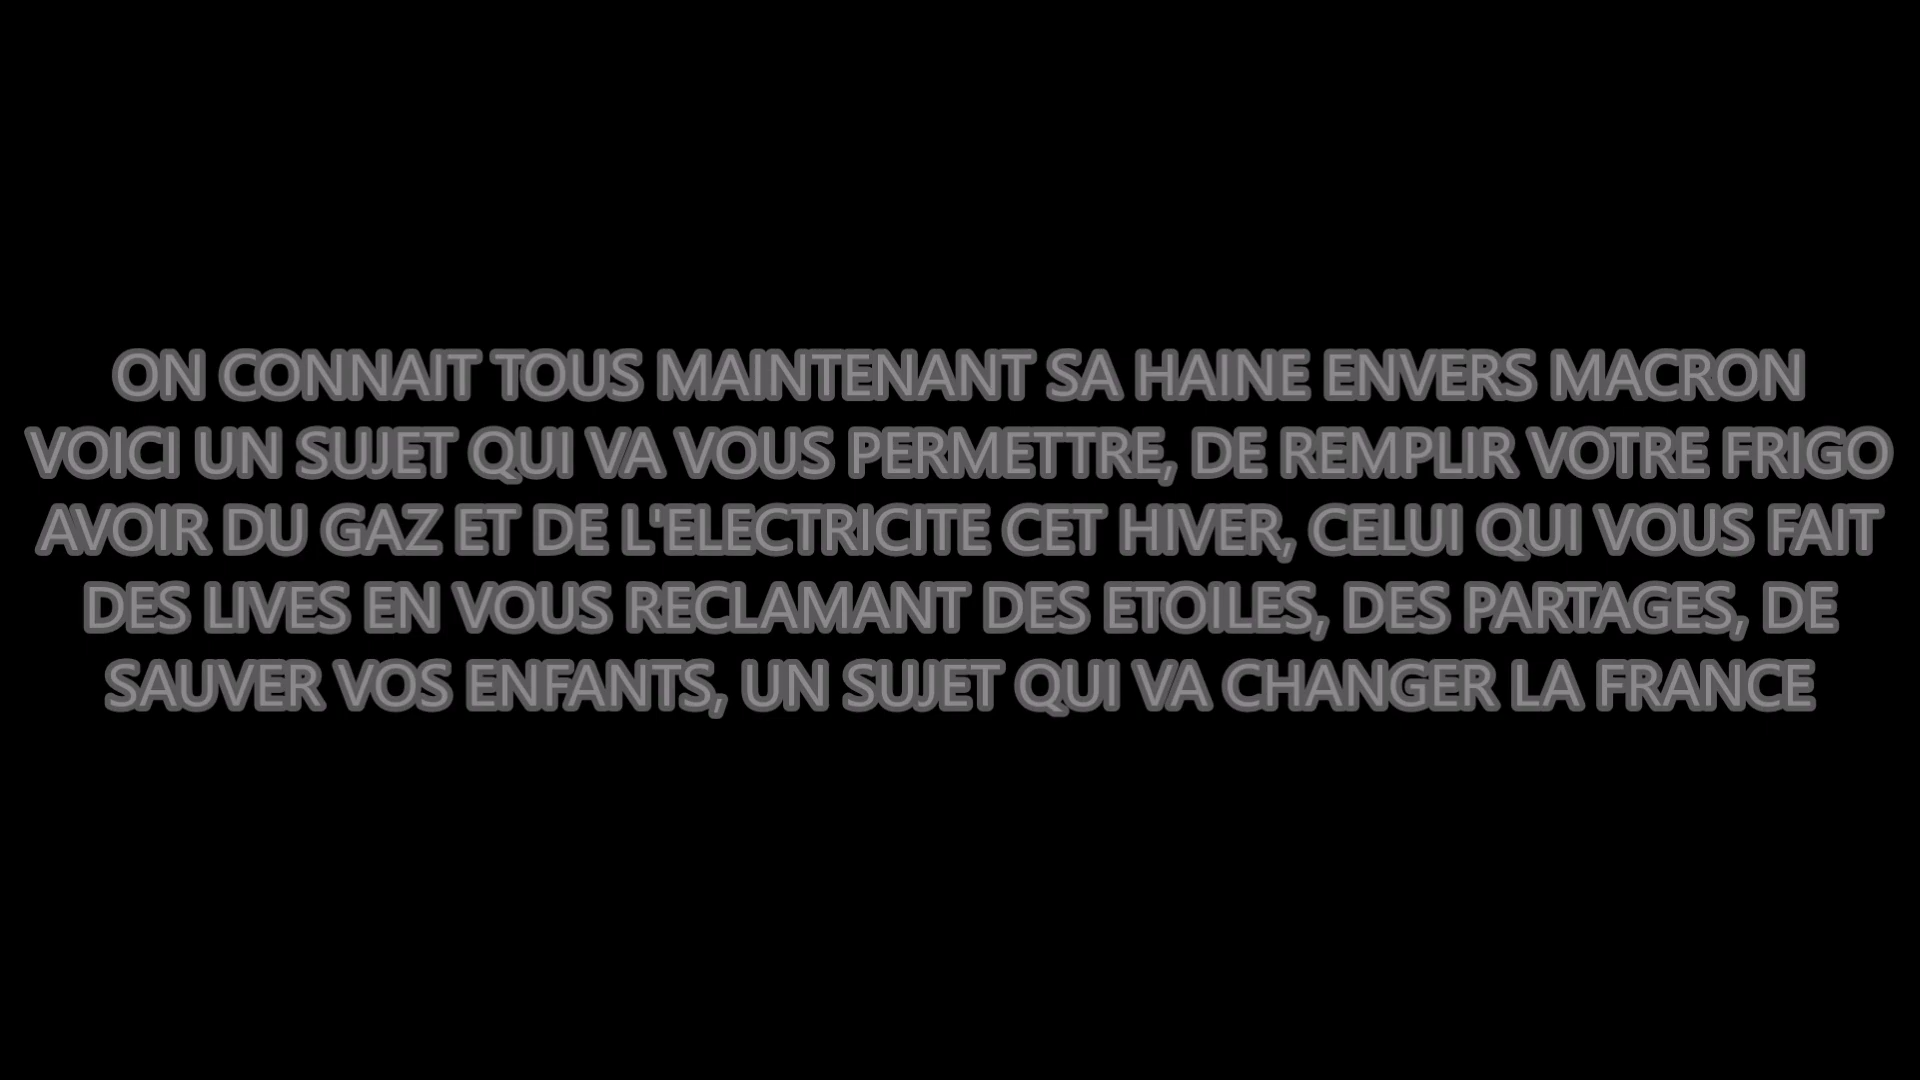 ON CONNAIT TOUS MAINTENANT SA HAINE ENVERS MACRON
VOICI UN SUJET QUI VA VOUS PERMETTRE, DE REMPLIR VOTRE FRIGO
AVOIR DU GAZ ET DE L'ELECTRICITE CET HIVER, CELUI QUI VOUS FAIT
DES LIVES EN VOUS RECLAMANT DES ETOILES, DES PARTAGES, DE
SAUVER VOS ENFANTS, UN SUJET QUI VA CHANGER LA FRANCE